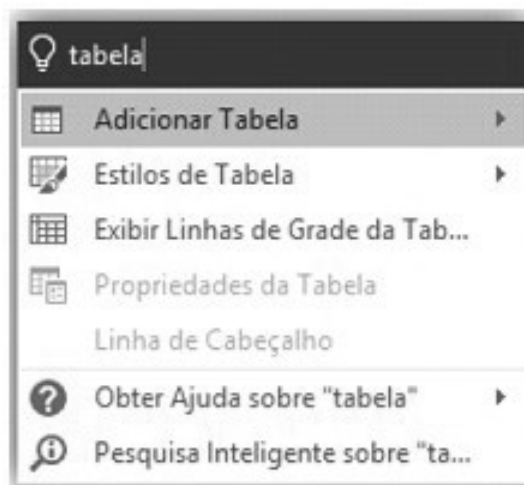 tabela
Adicionar Tabela
Estilos de Tabela
Exibir Linhas de Grade da Tab...
Propriedades da Tabela
Linha de Cabeçalho
Obter Ajuda sobre "tabela"
Pesquisa Inteligente sobre "ta...